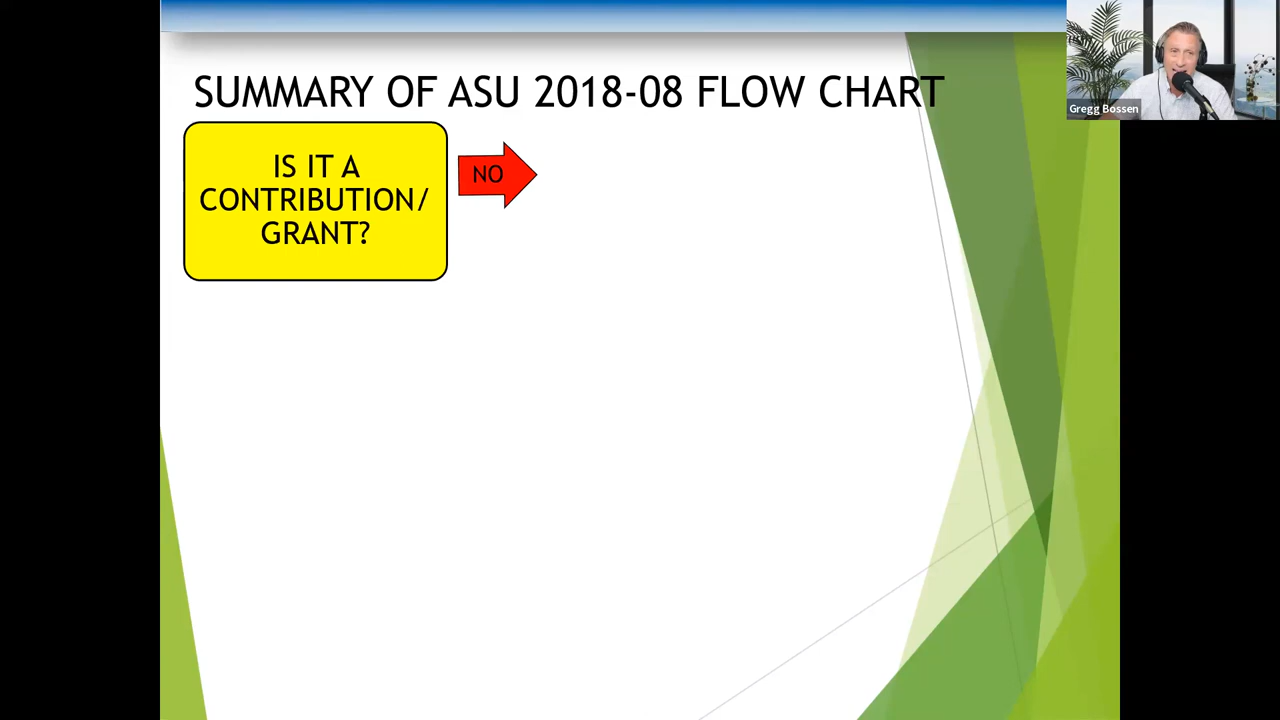 SUMMARY OF ASU 2018-08 FLOW CHART
IS IT A
CONTRIBUTION/
GRANT?
NO
Gregg Bossen